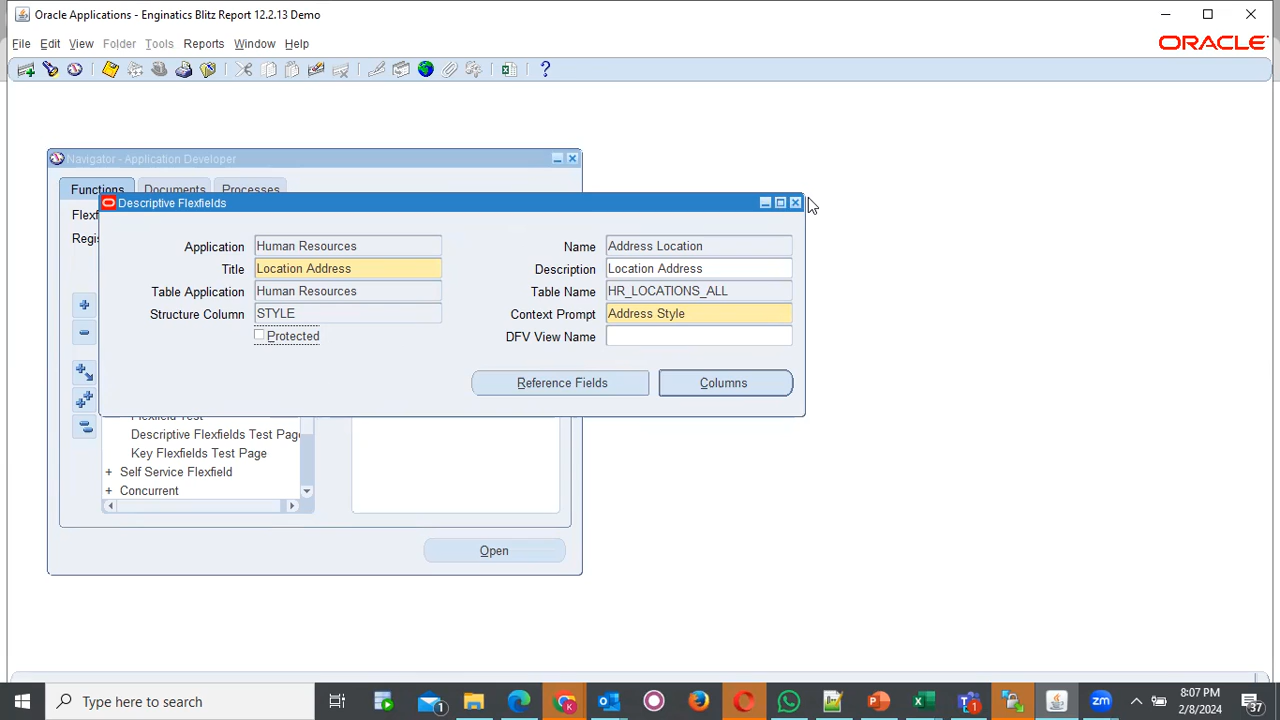 Oracle Applications - Enginatics Blitz Report 12.2.13 Demo
File Edit View Folder Tools Reports Window Help
ORACLE
Navigator - Application Developer
Functions Documents Processes
Descriptive Flexfields
Application Human Resources Name Address Location
Title Location Address Description Location Address
Table Application Human Resources Table Name HR_LOCATIONS_ALL
Structure Column STYLE Context Prompt Address Style
Protected DFV View Name
Reference Fields Columns
Descriptive Flexfields Test Page
Key Flexfields Test Page
+ Self Service Flexfield
+ Concurrent
Open
Type here to search
8:07 PM
2/8/2024
37